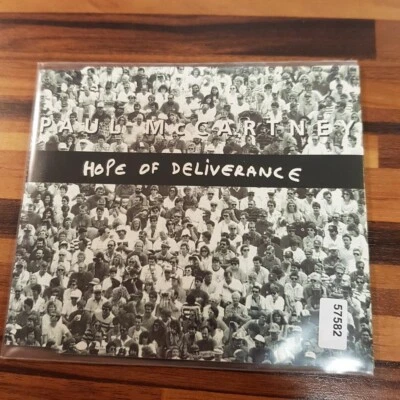 PAUL McCARTNEY
HOPE OF DELIVERANCE
57582